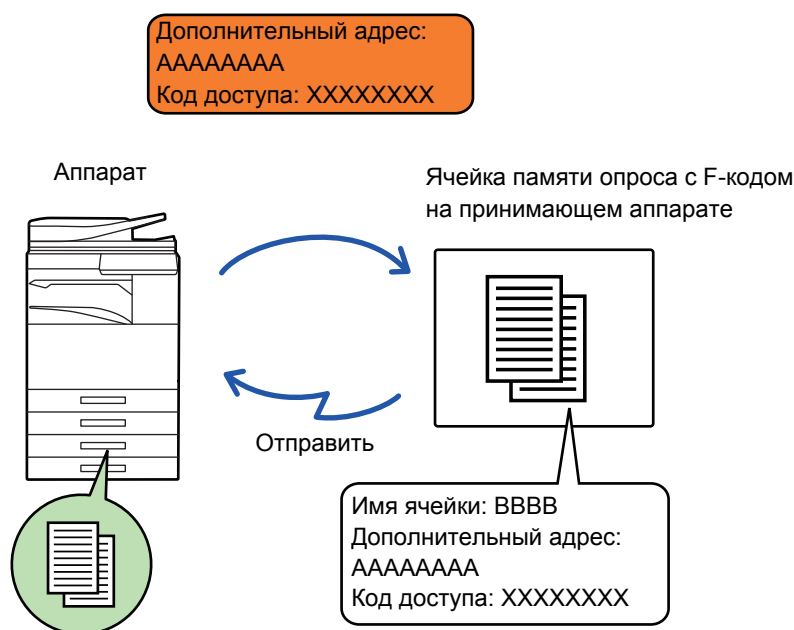 Дополнительный адрес:
AAAAAAAA
Код доступа: XXXXXXXX
Аппарат
Ячейка памяти опроса с F-кодом
на принимающем аппарате
Отправить
Имя ячейки: BBBB
Дополнительный адрес:
AAAAAAAA
Код доступа: XXXXXXXX